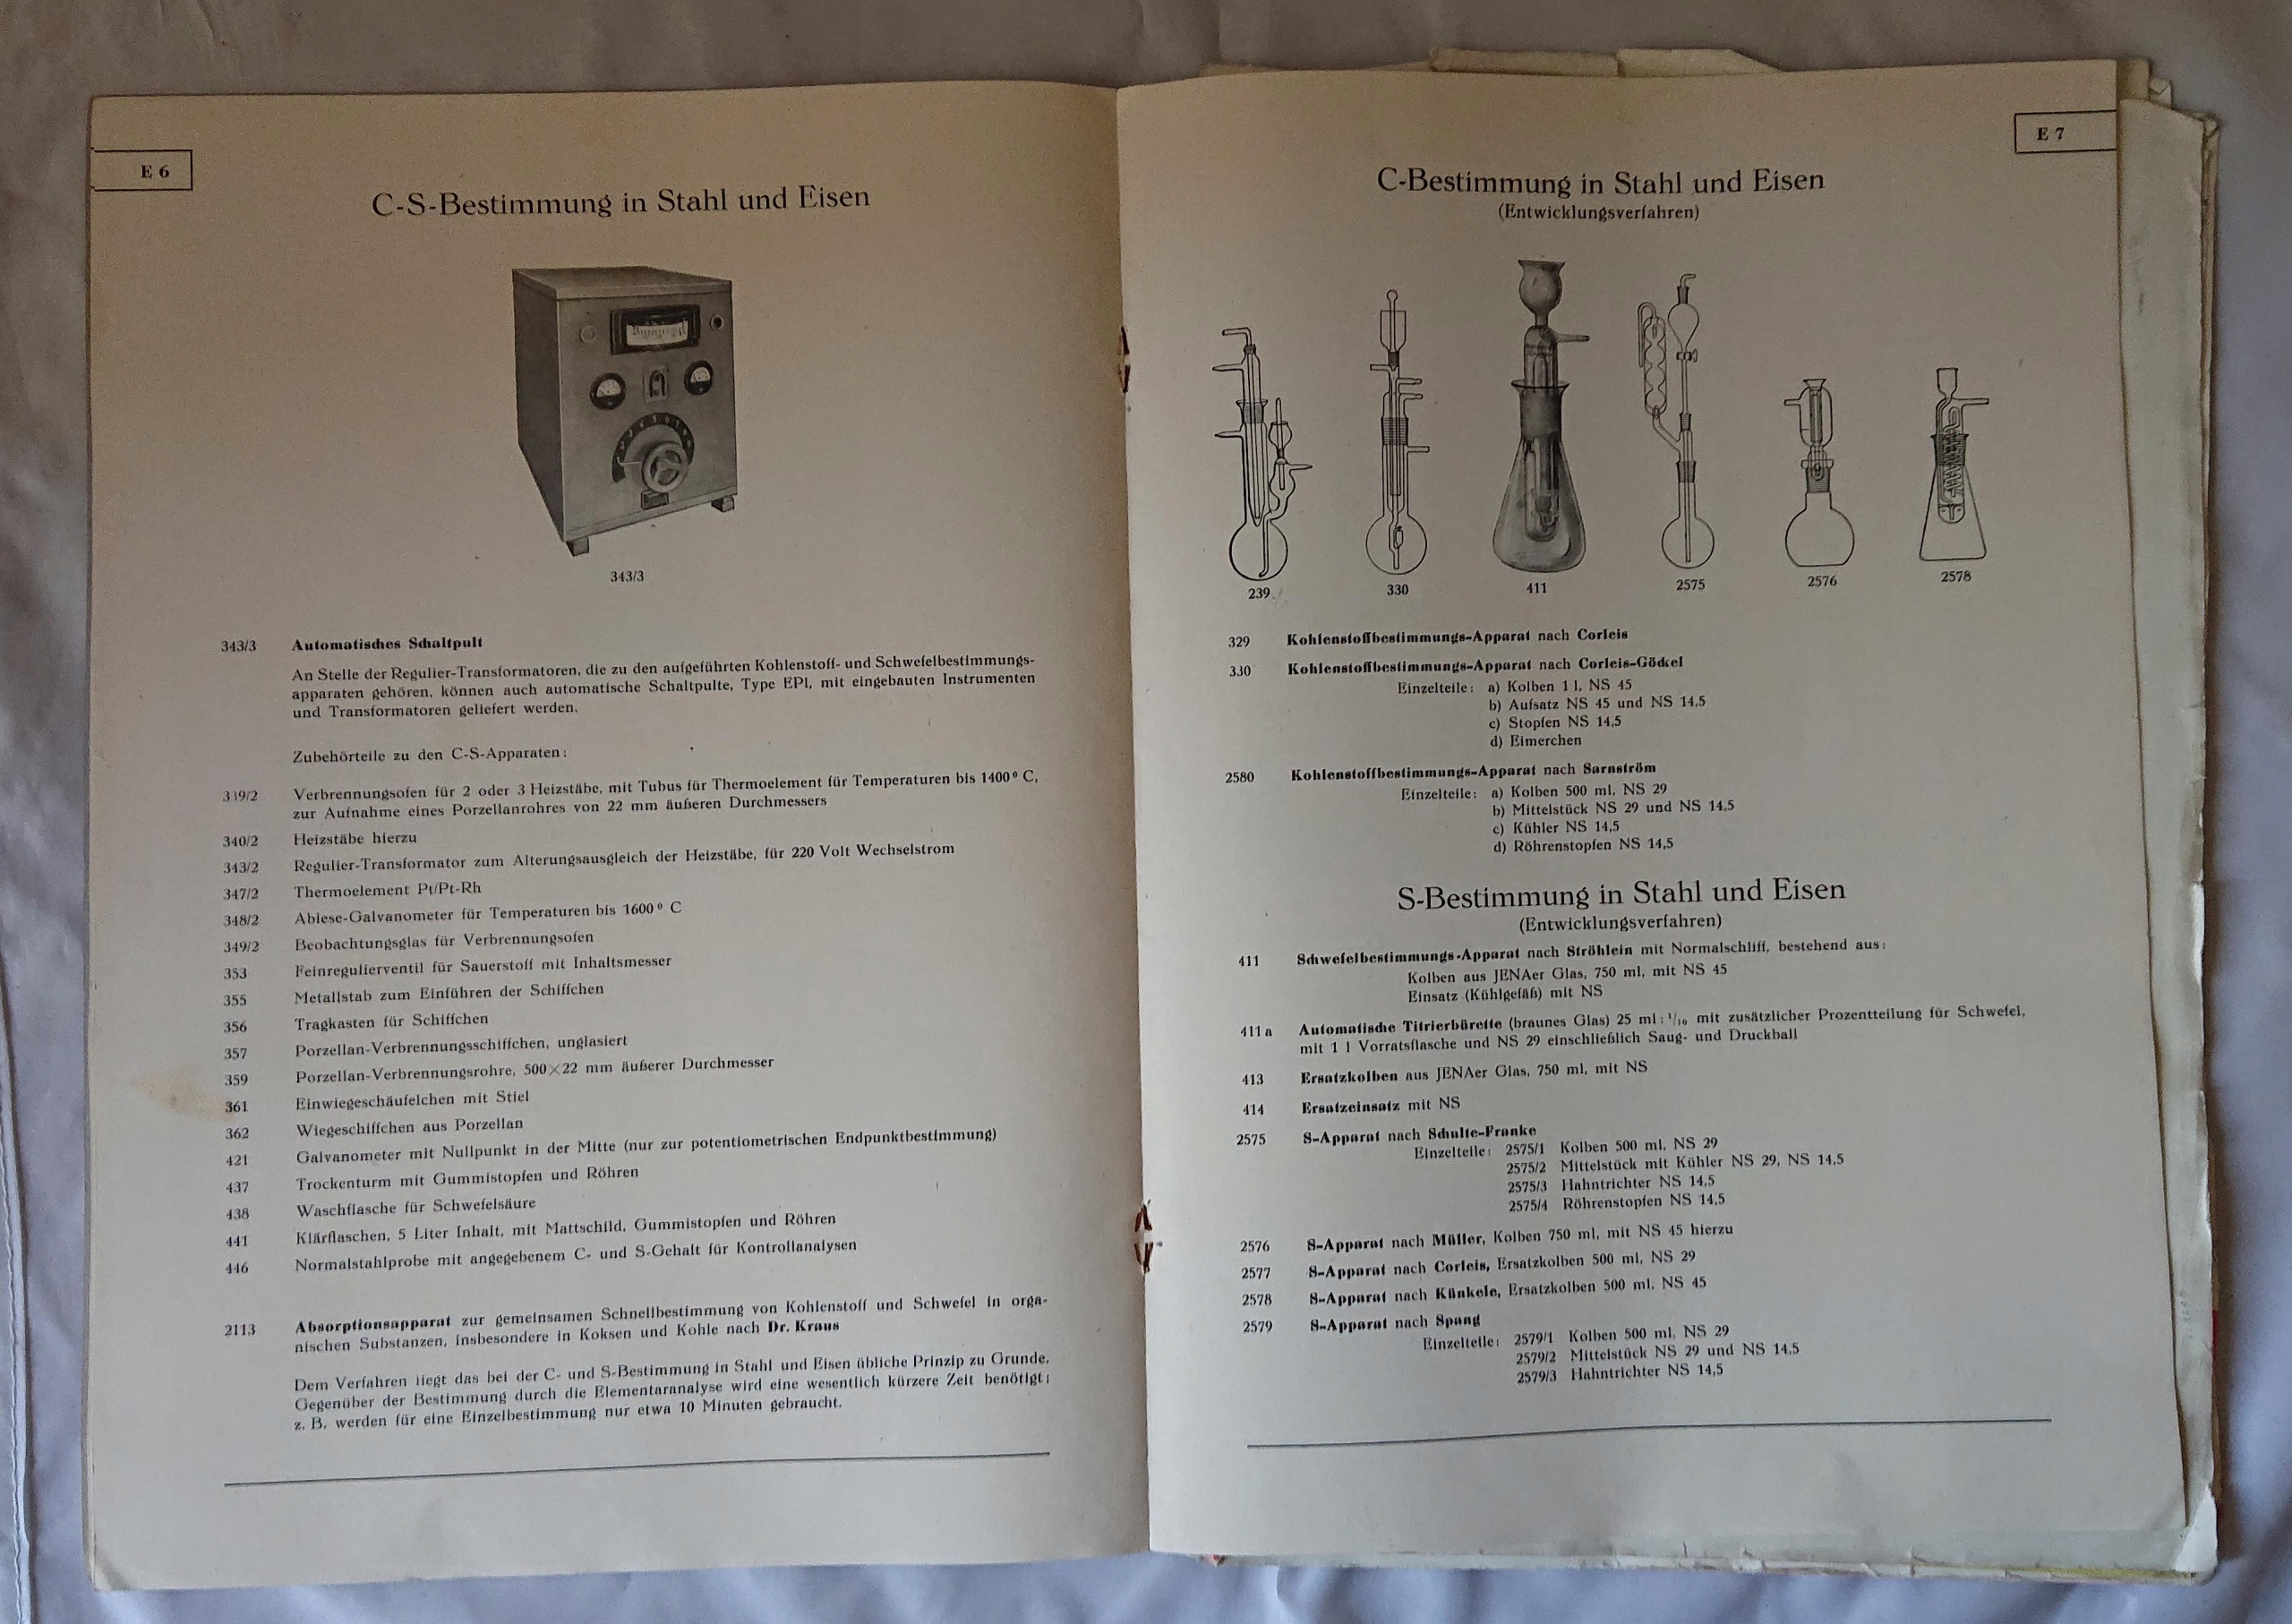 E 6
C-S-Bestimmung in Stahl und Eisen
343/3
343/3 Automatisches Schaltpult
An Stelle der Regulier-Transformatoren, die zu den aufgeführten Kohlenstoff- und Schwefelbestimmungs-
apparaten gehören, können auch automatische Schaltpulte, Type EPI, mit eingebauten Instrumenten
und Transformatoren geliefert werden.
Zubehörteile zu den C-S-Apparaten:
339/2 Verbrennungsofen für 2 oder 3 Heizstäbe, mit Tubus für Thermoelement für Temperaturen bis 1400° C,
zur Aufnahme eines Porzellanrohres von 22 mm äußeren Durchmessers
340/2 Heizstäbe hierzu
343/2 Regulier-Transformator zum Alterungsausgleich der Heizstäbe, für 220 Volt Wechselstrom
347/2 Thermoelement Pt/Pt-Rh
348/2 Ablese-Galvanometer für Temperaturen bis 1600° C
349/2 Beobachtungsglas für Verbrennungsofen
353 Feinregulierventil für Sauerstoff mit Inhaltsmesser
355 Metallstab zum Einführen der Schiffchen
356 Tragkasten für Schiffchen
357 Porzellan-Verbrennungsschiffchen, unglasiert
359 Porzellan-Verbrennungsrohre, 500×22 mm äußerer Durchmesser
361 Einwiegeschäufelchen mit Stiel
362 Wiegeschiffchen aus Porzellan
421 Galvanometer mit Nullpunkt in der Mitte (nur zur potentiometrischen Endpunktbestimmung)
437 Trockenturm mit Gummistopfen und Röhren
438 Waschflasche für Schwefelsäure
441 Klärflaschen, 5 Liter Inhalt, mit Mattschild, Gummistopfen und Röhren
446 Normalstahlprobe mit angegebenem C- und S-Gehalt für Kontrollanalysen
2113 Absorptionsapparat zur gemeinsamen Schnellbestimmung von Kohlenstoff und Schwefel in orga-
nischen Substanzen, insbesondere in Koksen und Kohle nach Dr. Kraus
Dem Verfahren liegt das bei der C- und S-Bestimmung in Stahl und Eisen übliche Prinzip zu Grunde.
Gegenüber der Bestimmung durch die Elementaranalyse wird eine wesentlich kürzere Zeit benötigt;
z. B. werden für eine Einzelbestimmung nur etwa 10 Minuten gebraucht.
E 7
C-Bestimmung in Stahl und Eisen
(Entwicklungsverfahren)
239 330 411 2575 2576 2578
329 Kohlenstoffbestimmungs-Apparat nach Corleis
330 Kohlenstoffbestimmungs-Apparat nach Corleis-Göckel
Einzelteile: a) Kolben 1 l, NS 45
b) Aufsatz NS 45 und NS 14,5
c) Stopfen NS 14,5
d) Eimerchen
2580 Kohlenstoffbestimmungs-Apparat nach Sarnström
Einzelteile: a) Kolben 500 ml, NS 29
b) Mittelstück NS 29 und NS 14,5
c) Kühler NS 14,5
d) Röhrenstopfen NS 14,5
S-Bestimmung in Stahl und Eisen
(Entwicklungsverfahren)
411 Schwefelbestimmungs-Apparat nach Ströhlein mit Normalschliff, bestehend aus:
Kolben aus JENAer Glas, 750 ml, mit NS 45
Einsatz (Kühlgefäß) mit NS
411 a Automatische Titrierbürette (braunes Glas) 25 ml: 1/10 mit zusätzlicher Prozentteilung für Schwefel,
mit 1 l Vorratsflasche und NS 29 einschließlich Saug- und Druckball
413 Ersatzkolben aus JENAer Glas, 750 ml, mit NS
414 Ersatzeinsatz mit NS
2575 S-Apparat nach Schulte-Franke
Einzelteile: 2575/1 Kolben 500 ml, NS 29
2575/2 Mittelstück mit Kühler NS 29, NS 14,5
2575/3 Hahntrichter NS 14,5
2575/4 Röhrenstopfen NS 14,5
2576 S-Apparat nach Müller, Kolben 750 ml, mit NS 45 hierzu
2577 S-Apparat nach Corleis, Ersatzkolben 500 ml, NS 29
2578 S-Apparat nach Künkele, Ersatzkolben 500 ml, NS 45
2579 S-Apparat nach Spang
Einzelteile: 2579/1 Kolben 500 ml, NS 29
2579/2 Mittelstück NS 29 und NS 14,5
2579/3 Hahntrichter NS 14,5